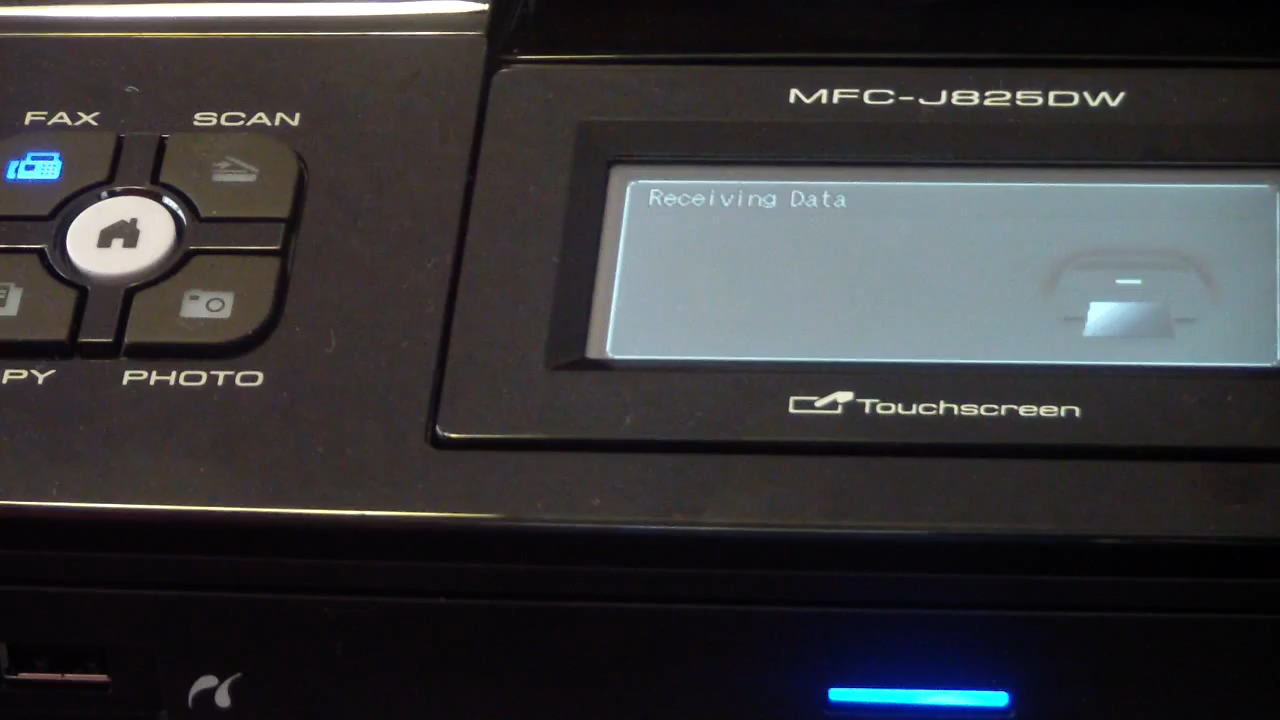 FAX
SCAN
MFC-J825DW
Receiving Data
PY
PHOTO
Touchscreen